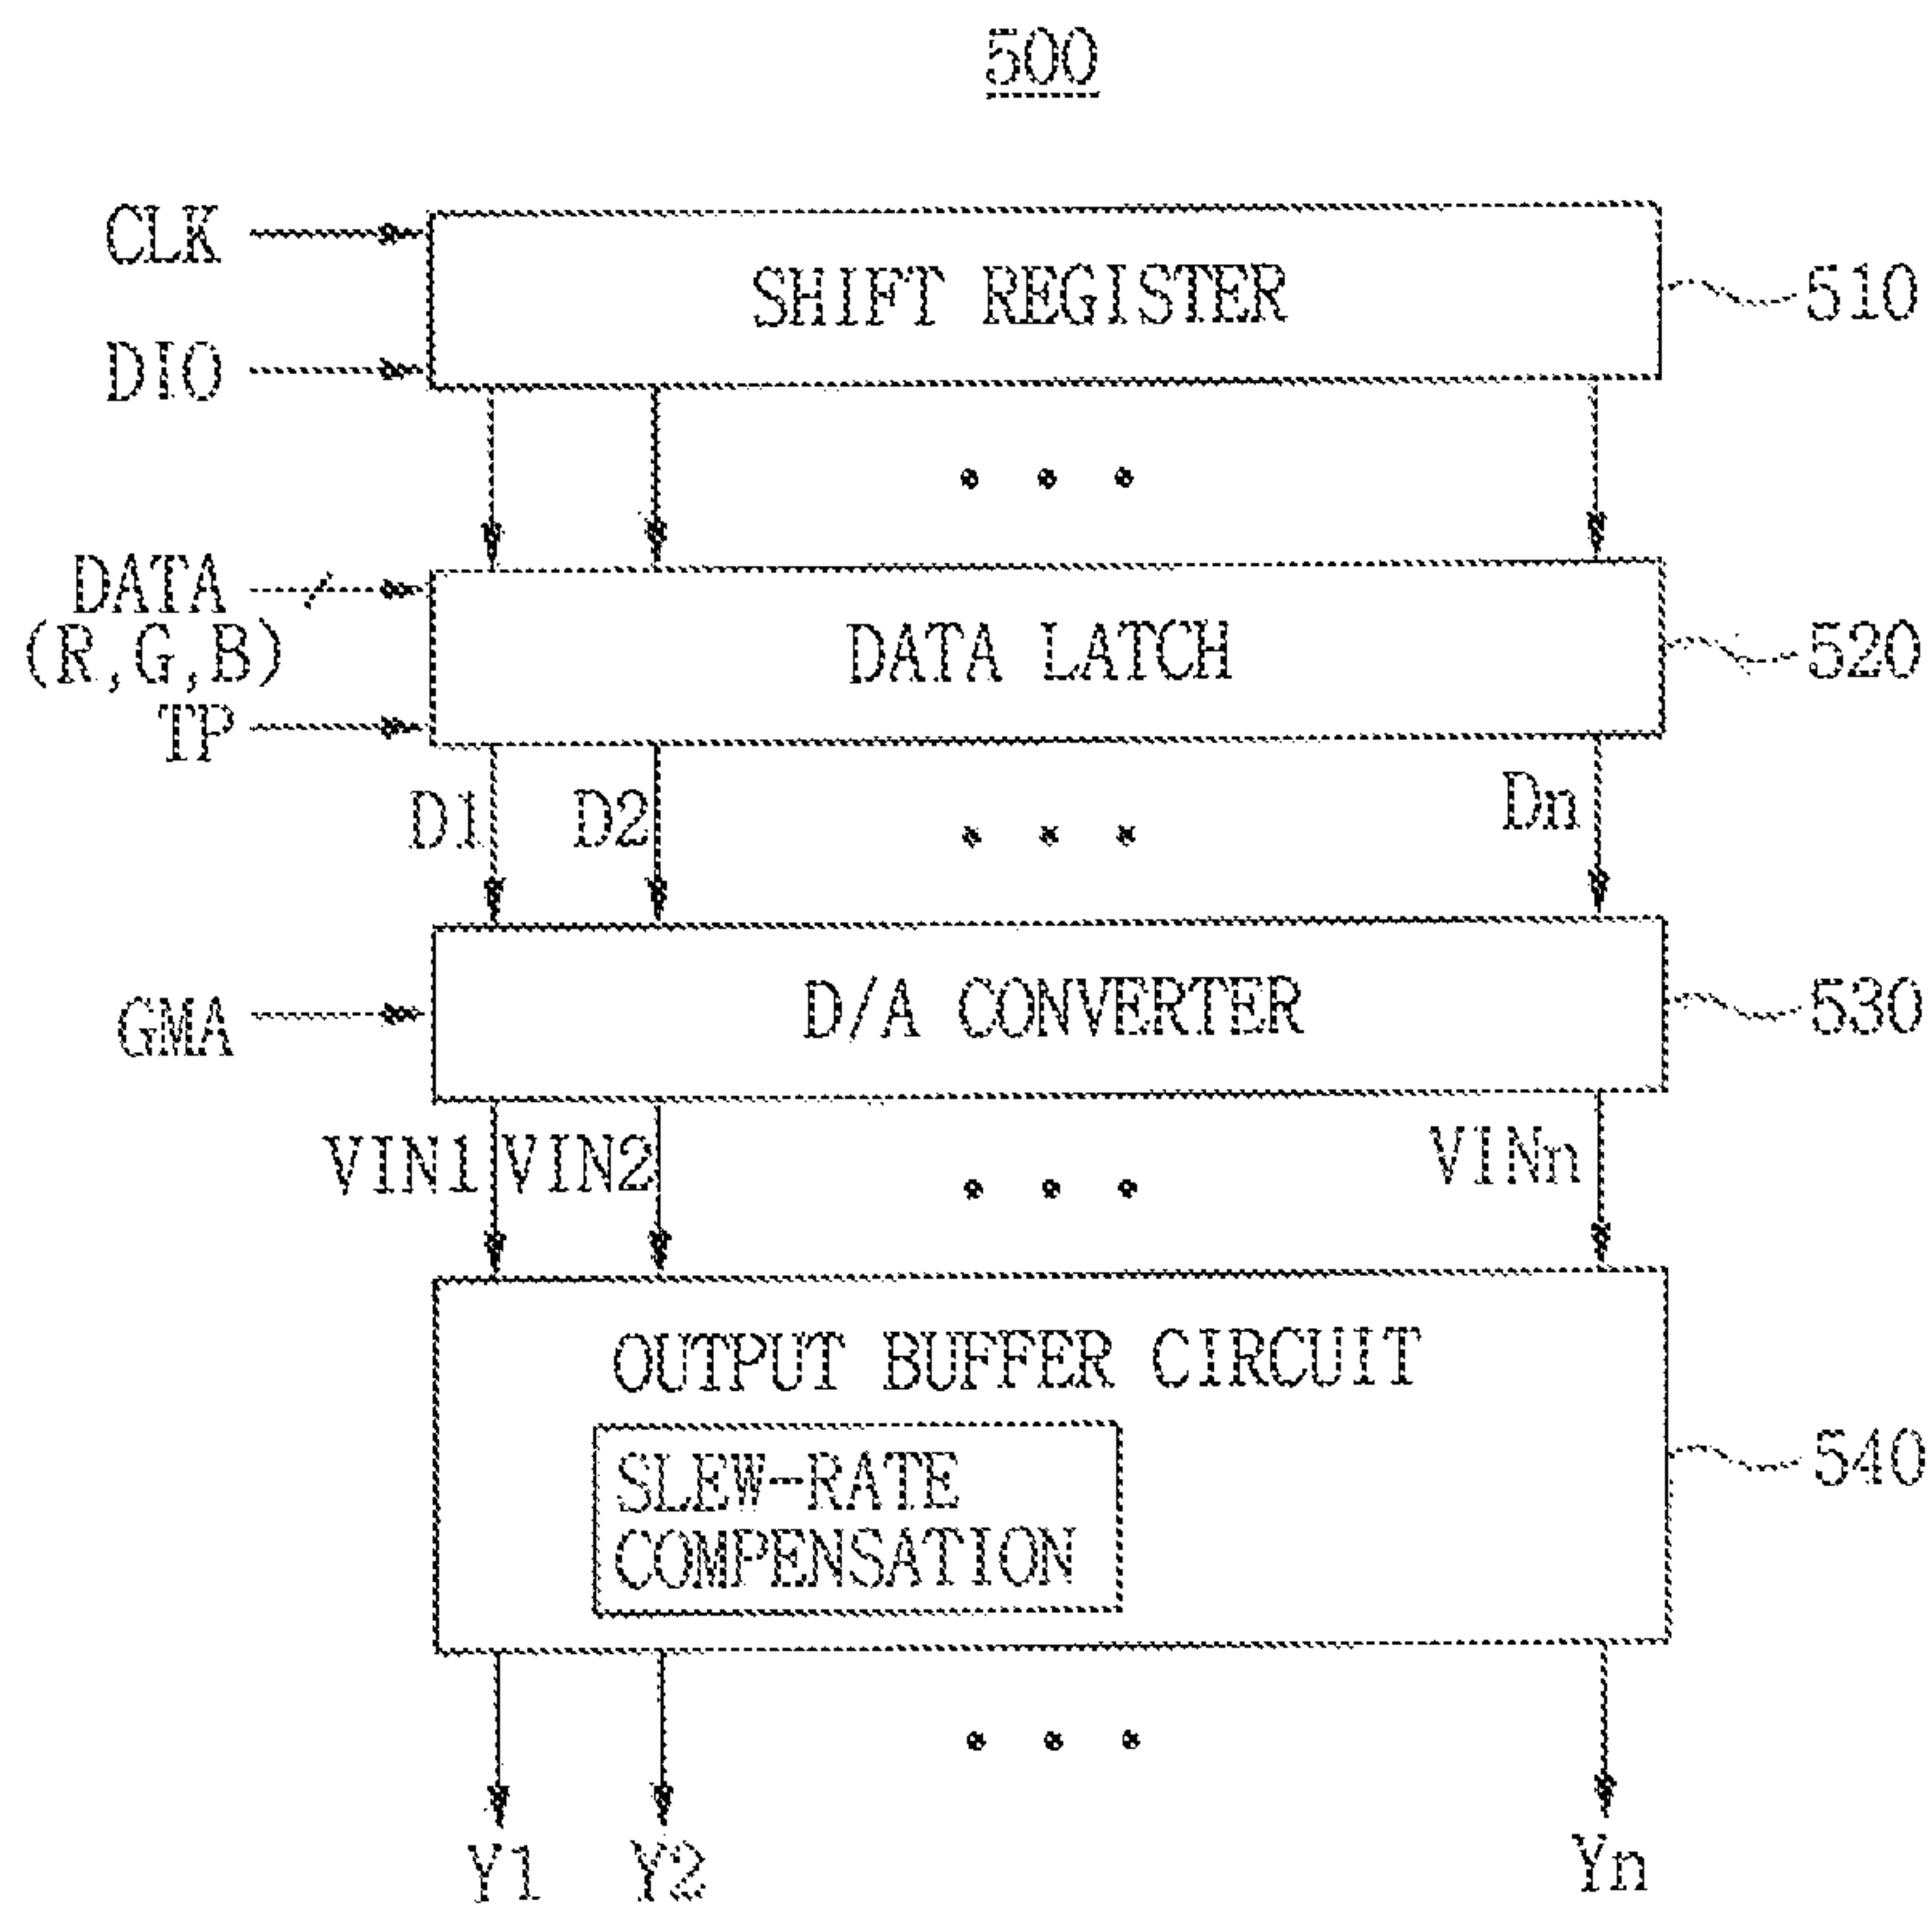 500
CLK
SHIFT REGISTER
510
DIO
DATA
(R,G,B)
DATA LATCH
520
TP
D1
D2
Dn
D/A CONVERTER
530
GMA
VIN1
VIN2
VINn
OUTPUT BUFFER CIRCUIT
SLEW-RATE
COMPENSATION
540
Y1
Y2
Yn